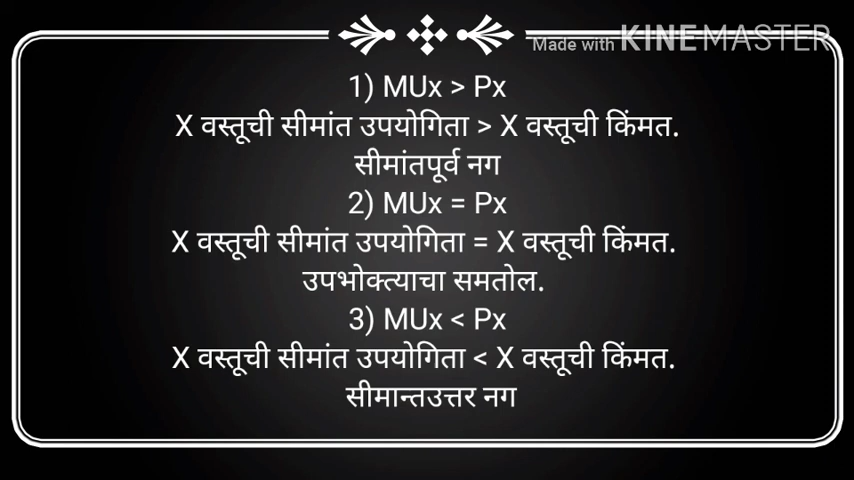 Made with KINEMASTER
1) MUx > Px
X वस्तूची सीमांत उपयोगिता > X वस्तूची किंमत.
सीमांतपूर्व नग
2) MUx = Px
X वस्तूची सीमांत उपयोगिता = X वस्तूची किंमत.
उपभोक्त्याचा समतोल.
3) MUx < Px
X वस्तूची सीमांत उपयोगिता < X वस्तूची किंमत.
सीमान्तउत्तर नग